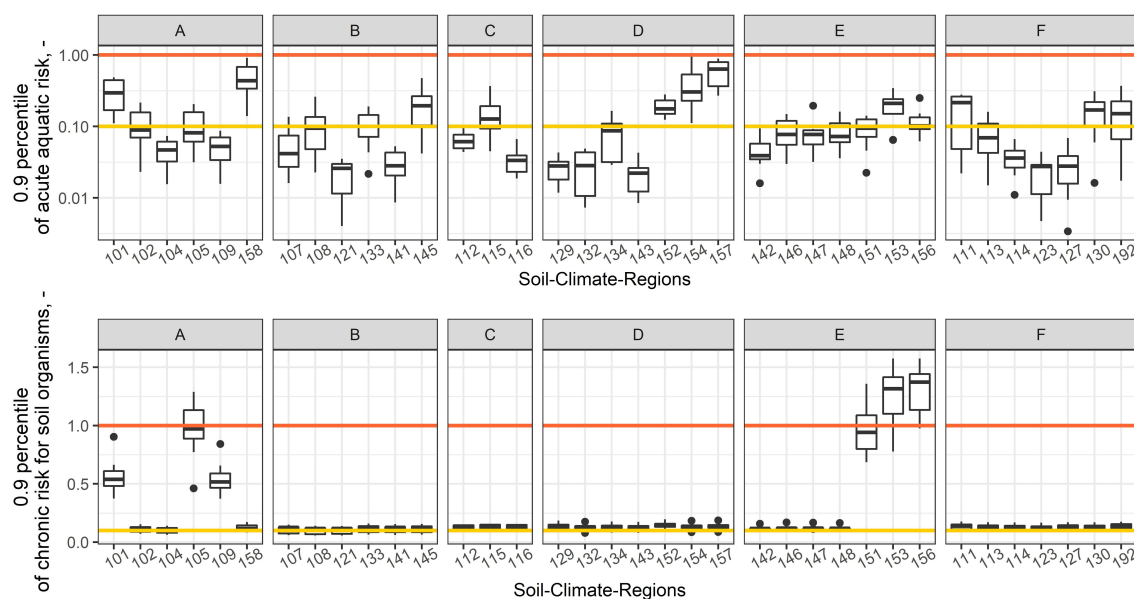 A B C D E F
0.9 percentile
of acute aquatic risk, -
1.00
0.10
0.01
101 102 104 105 109 158 107 108 121 133 141 145 112 115 116 129 132 134 143 152 154 157 142 146 147 148 151 153 156 111 113 114 123 127 130 192
Soil-Climate-Regions
A B C D E F
0.9 percentile
of chronic risk for soil organisms, -
1.5
1.0
0.5
0.0
101 102 104 105 109 158 107 108 121 133 141 145 112 115 116 129 132 134 143 152 154 157 142 146 147 148 151 153 156 111 113 114 123 127 130 192
Soil-Climate-Regions